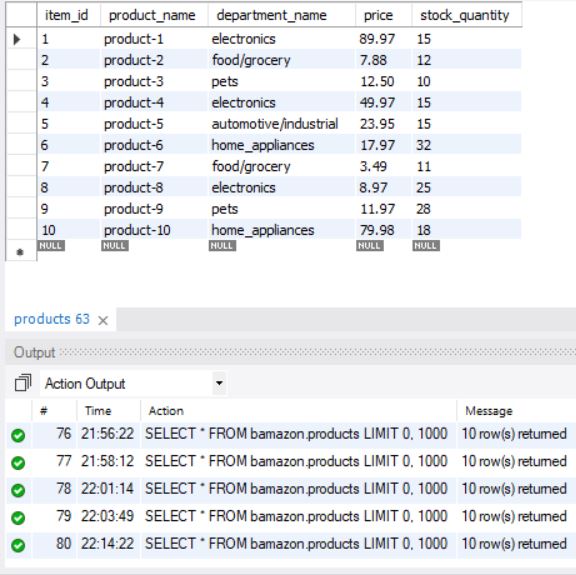 item_id product_name department_name price stock_quantity
1 product-1 electronics 89.97 15
2 product-2 food/grocery 7.88 12
3 product-3 pets 12.50 10
4 product-4 electronics 49.97 15
5 product-5 automotive/industrial 23.95 15
6 product-6 home_appliances 17.97 32
7 product-7 food/grocery 3.49 11
8 product-8 electronics 8.97 25
9 product-9 pets 11.97 28
10 product-10 home_appliances 79.98 18
NULL NULL NULL NULL NULL
products 63
Output
Action Output
# Time Action Message
76 21:56:22 SELECT * FROM bamazon.products LIMIT 0, 1000 10 row(s) returned
77 21:58:12 SELECT * FROM bamazon.products LIMIT 0, 1000 10 row(s) returned
78 22:01:14 SELECT * FROM bamazon.products LIMIT 0, 1000 10 row(s) returned
79 22:03:49 SELECT * FROM bamazon.products LIMIT 0, 1000 10 row(s) returned
80 22:14:22 SELECT * FROM bamazon.products LIMIT 0, 1000 10 row(s) returned